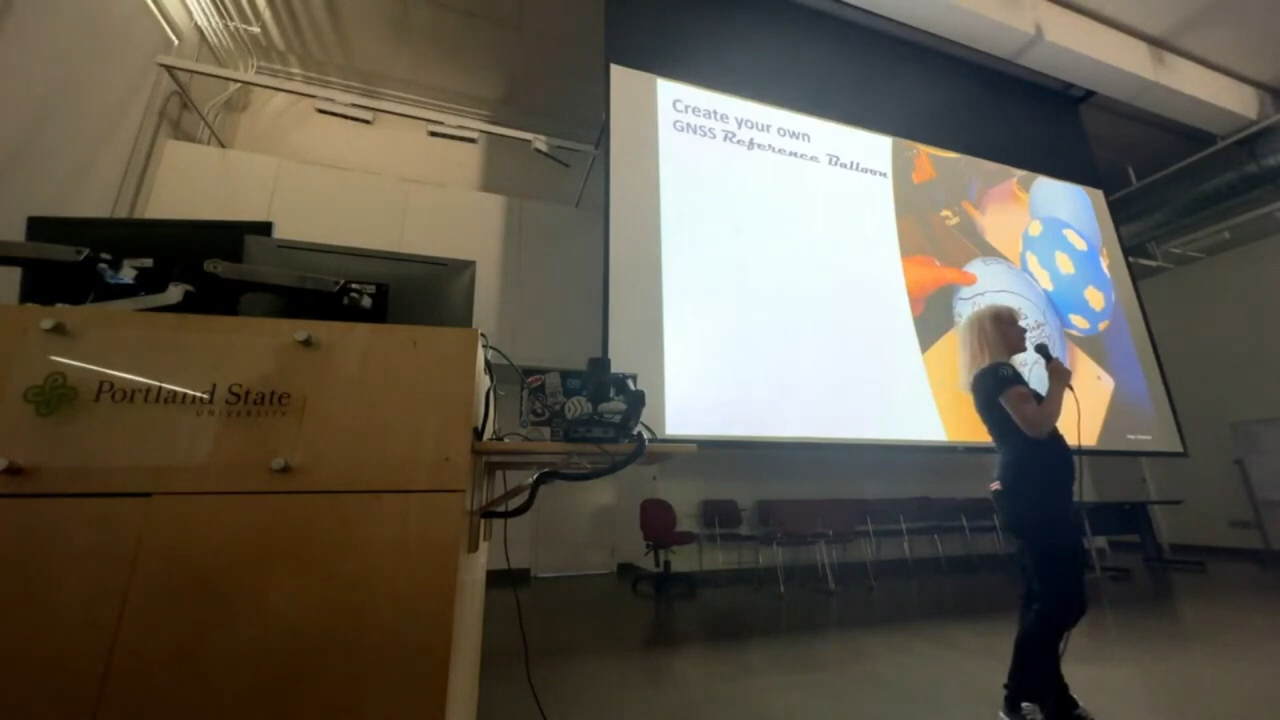 Create your own
GNSS Reference Balloon
Portland State
UNIVERSITY